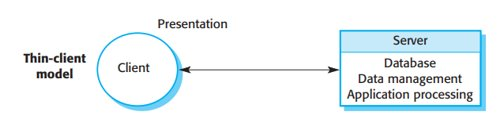 Presentation
Thin-client
model
Client
Server
Database
Data management
Application processing